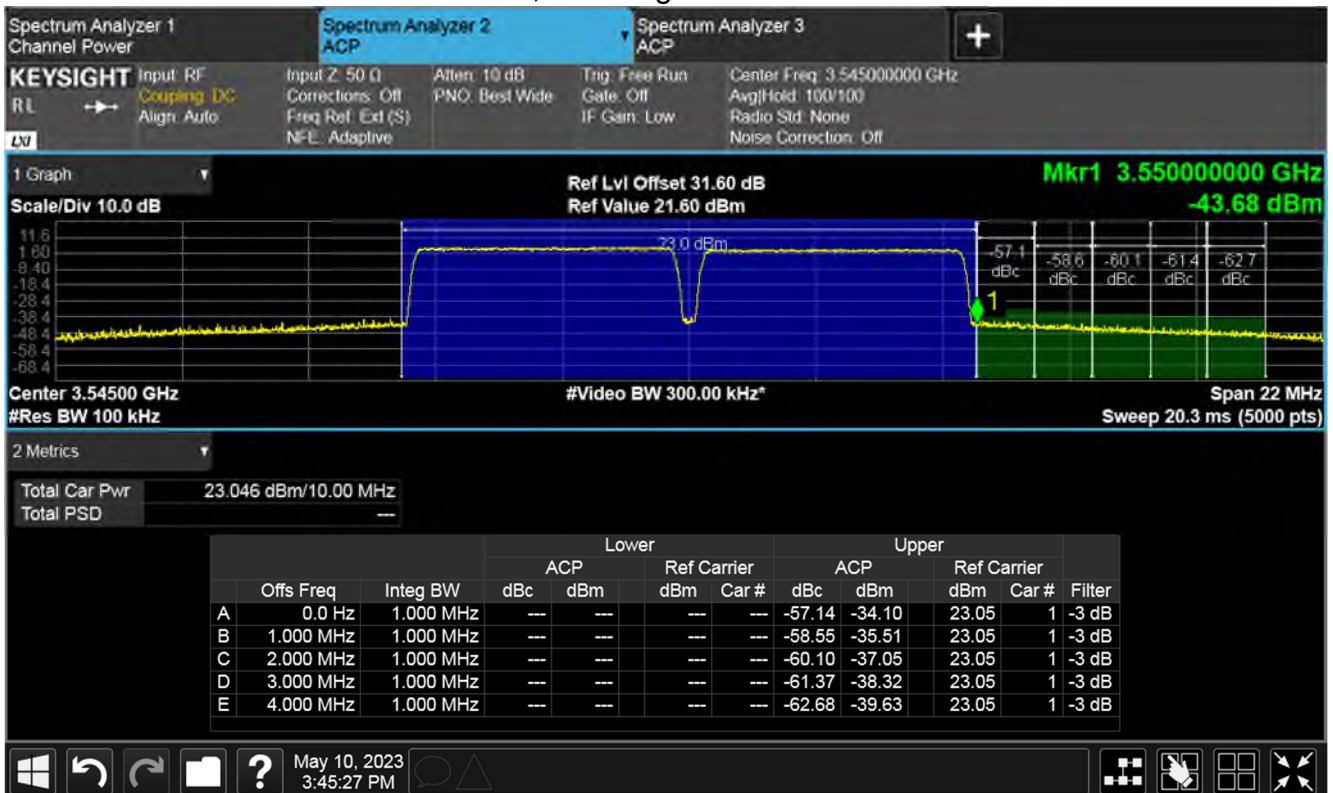 Spectrum Analyzer 1
Channel Power
Spectrum Analyzer 2
ACP
Spectrum Analyzer 3
ACP
KEYSIGHT
RL
LXI
Input: RF
Coupling: DC
Align: Auto
Input Z: 50 Ω
Corrections: Off
Freq Ref: Ext (S)
NFE: Adaptive
Atten: 10 dB
PNO: Best Wide
Trig: Free Run
Gate: Off
IF Gain: Low
Center Freq: 3.545000000 GHz
Avg|Hold: 100/100
Radio Std: None
Noise Correction: Off
1 Graph
Scale/Div 10.0 dB
Ref Lvl Offset 31.60 dB
Ref Value 21.60 dBm
Mkr1 3.550000000 GHz
-43.68 dBm
11.6
1.60
-8.40
-18.4
-28.4
-38.4
-48.4
-58.4
-68.4
23.0 dBm
-57.1 dBc
-58.6 dBc
-60.1 dBc
-61.4 dBc
-62.7 dBc
1
Center 3.54500 GHz
#Video BW 300.00 kHz*
Span 22 MHz
#Res BW 100 kHz
Sweep 20.3 ms (5000 pts)
2 Metrics
Total Car Pwr 23.046 dBm/10.00 MHz
Total PSD ---
Lower Upper
ACP Ref Carrier ACP Ref Carrier
Offs Freq Integ BW dBc dBm dBm Car # dBc dBm dBm Car # Filter
A 0.0 Hz 1.000 MHz --- --- --- --- -57.14 -34.10 23.05 1 -3 dB
B 1.000 MHz 1.000 MHz --- --- --- --- -58.55 -35.51 23.05 1 -3 dB
C 2.000 MHz 1.000 MHz --- --- --- --- -60.10 -37.05 23.05 1 -3 dB
D 3.000 MHz 1.000 MHz --- --- --- --- -61.37 -38.32 23.05 1 -3 dB
E 4.000 MHz 1.000 MHz --- --- --- --- -62.68 -39.63 23.05 1 -3 dB
?
May 10, 2023
3:45:27 PM